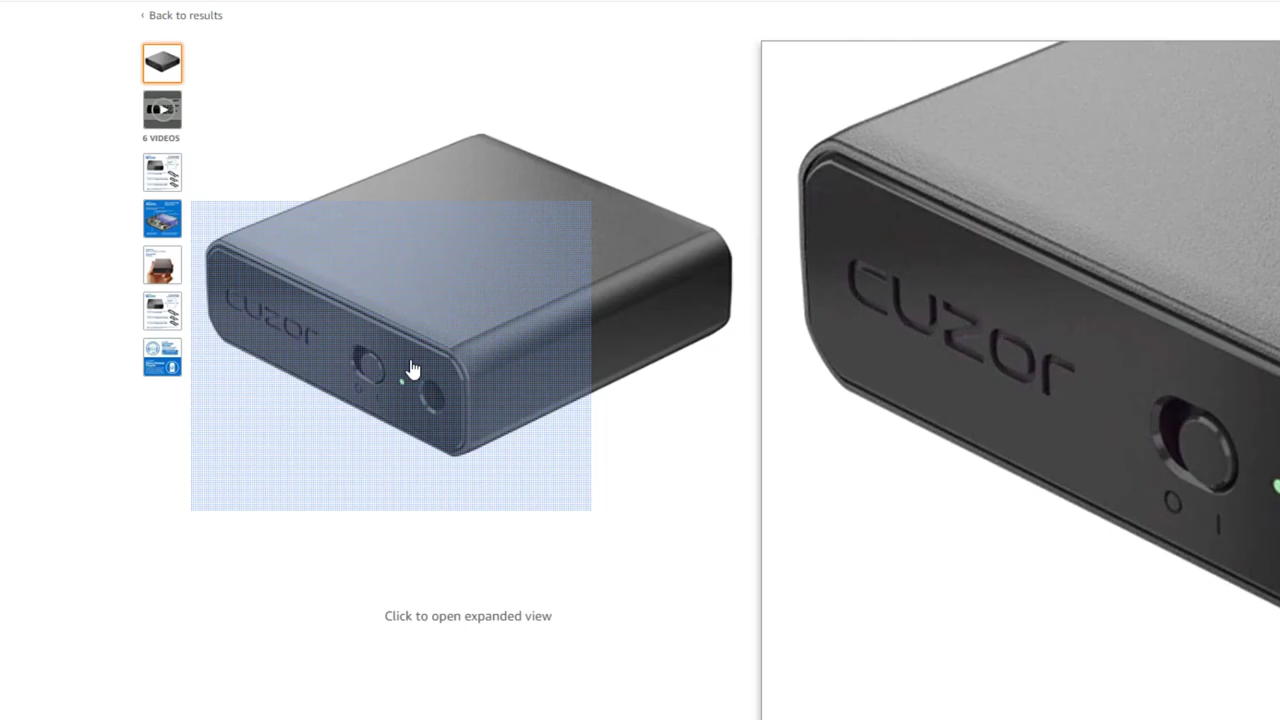 ‹ Back to results
6 VIDEOS
cuzor
O I
Click to open expanded view
cuzor
O I